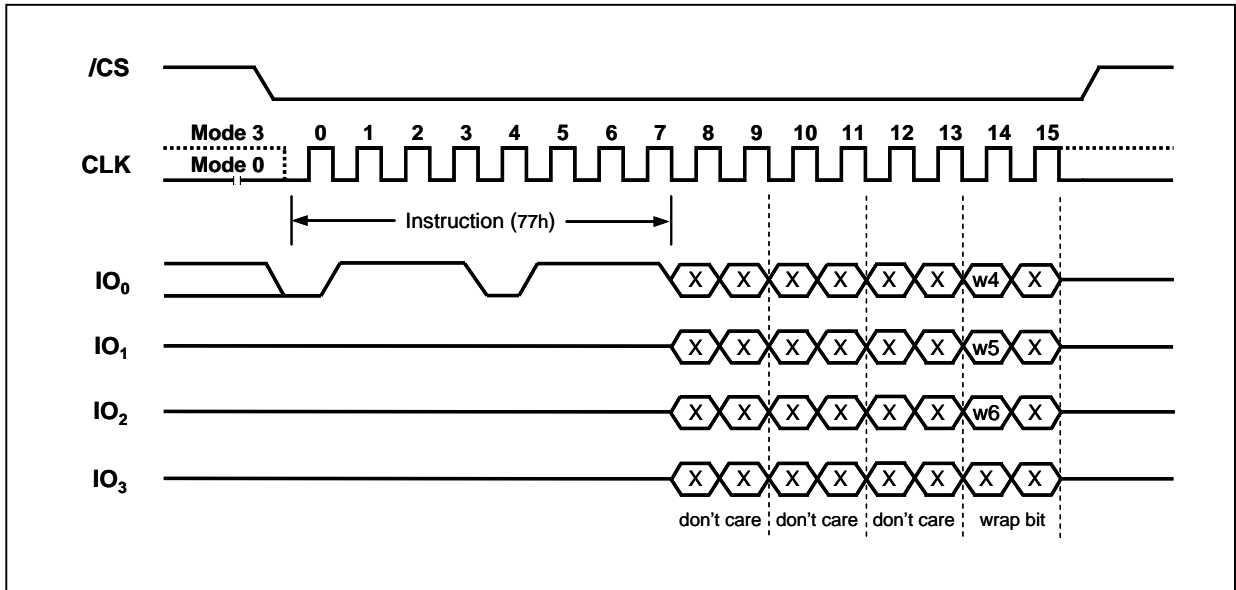 /CS
Mode 3 0 1 2 3 4 5 6 7 8 9 10 11 12 13 14 15
CLK Mode 0
Instruction (77h)
IO₀ X X X X X X w4 X
IO₁ X X X X X X w5 X
IO₂ X X X X X X w6 X
IO₃ X X X X X X X X
don't care don't care don't care wrap bit